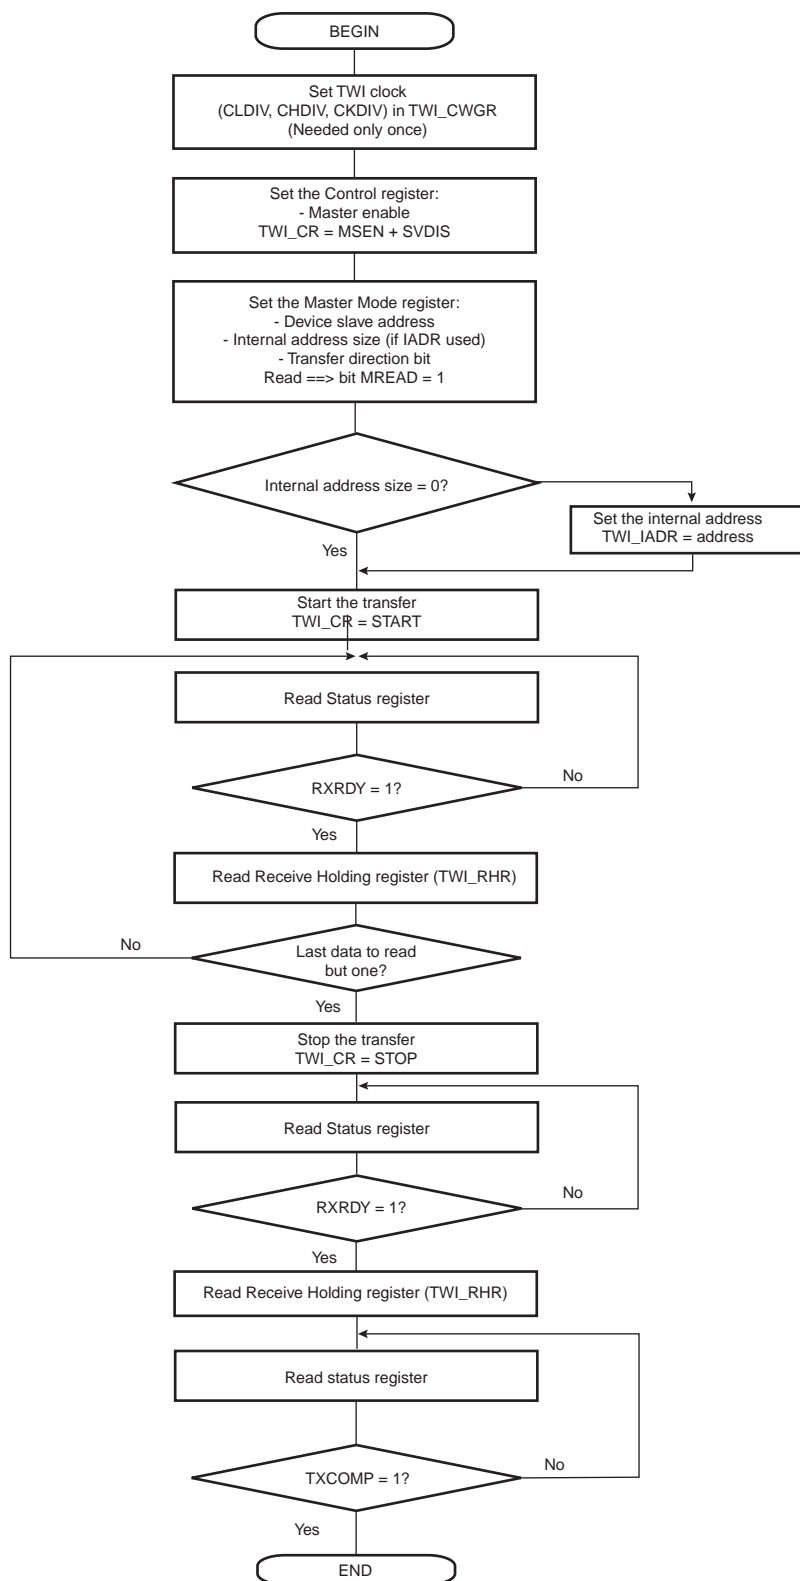 BEGIN
Set TWI clock
(CLDIV, CHDIV, CKDIV) in TWI_CWGR
(Needed only once)
Set the Control register:
- Master enable
TWI_CR = MSEN + SVDIS
Set the Master Mode register:
- Device slave address
- Internal address size (if IADR used)
- Transfer direction bit
Read ==> bit MREAD = 1
Internal address size = 0?
Set the internal address
TWI_IADR = address
Yes
Start the transfer
TWI_CR = START
Read Status register
RXRDY = 1?
No
Yes
Read Receive Holding register (TWI_RHR)
No
Last data to read
but one?
Yes
Stop the transfer
TWI_CR = STOP
Read Status register
RXRDY = 1?
No
Yes
Read Receive Holding register (TWI_RHR)
Read status register
TXCOMP = 1?
No
Yes
END